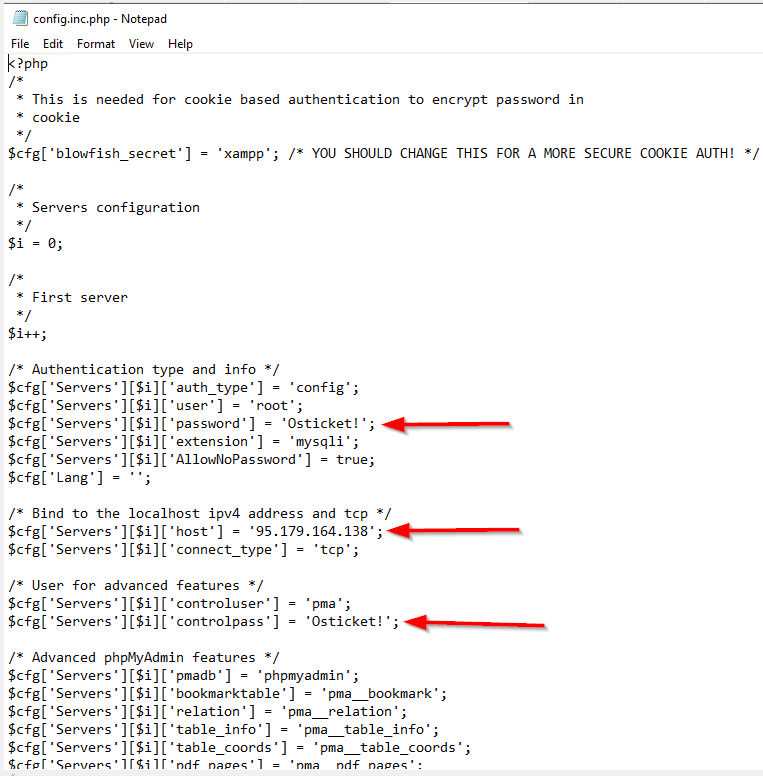 config.inc.php - Notepad
File Edit Format View Help
<?php
/*
 * This is needed for cookie based authentication to encrypt password in
 * cookie
 */
$cfg['blowfish_secret'] = 'xampp'; /* YOU SHOULD CHANGE THIS FOR A MORE SECURE COOKIE AUTH! */
/*
 * Servers configuration
 */
$i = 0;
/*
 * First server
 */
$i++;
/* Authentication type and info */
$cfg['Servers'][$i]['auth_type'] = 'config';
$cfg['Servers'][$i]['user'] = 'root';
$cfg['Servers'][$i]['password'] = 'Osticket!';
$cfg['Servers'][$i]['extension'] = 'mysqli';
$cfg['Servers'][$i]['AllowNoPassword'] = true;
$cfg['Lang'] = '';
/* Bind to the localhost ipv4 address and tcp */
$cfg['Servers'][$i]['host'] = '95.179.164.138';
$cfg['Servers'][$i]['connect_type'] = 'tcp';
/* User for advanced features */
$cfg['Servers'][$i]['controluser'] = 'pma';
$cfg['Servers'][$i]['controlpass'] = 'Osticket!';
/* Advanced phpMyAdmin features */
$cfg['Servers'][$i]['pmadb'] = 'phpmyadmin';
$cfg['Servers'][$i]['bookmarktable'] = 'pma__bookmark';
$cfg['Servers'][$i]['relation'] = 'pma__relation';
$cfg['Servers'][$i]['table_info'] = 'pma__table_info';
$cfg['Servers'][$i]['table_coords'] = 'pma__table_coords';
$cfg['Servers'][$i]['pdf_pages'] = 'pma__pdf_pages';